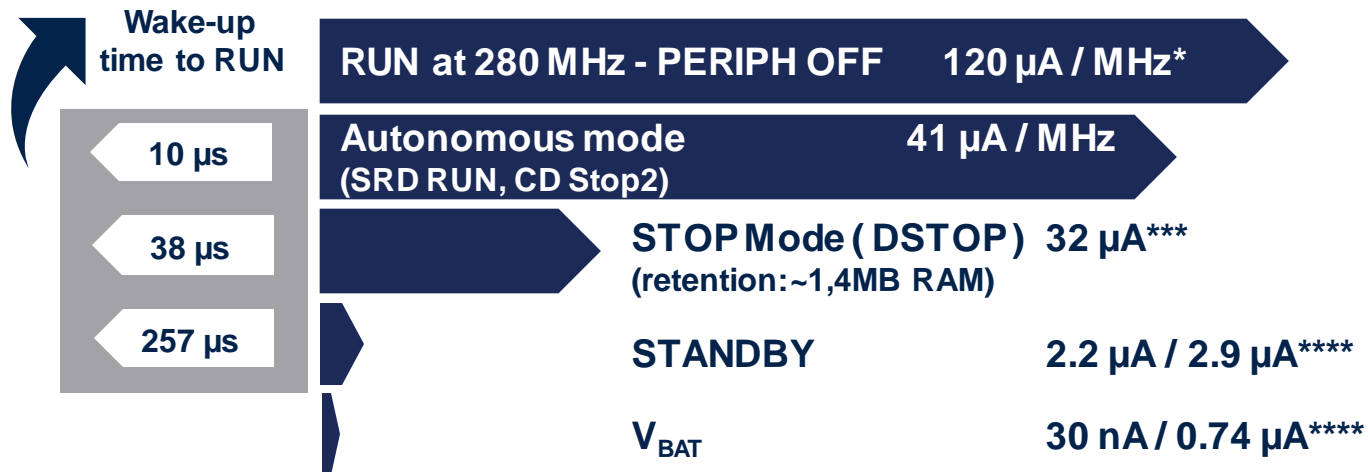 Wake-up
time to RUN
RUN at 280 MHz - PERIPH OFF 120 µA / MHz*
10 µs
Autonomous mode 41 µA / MHz
(SRD RUN, CD Stop2)
38 µs
STOP Mode ( DSTOP) 32 µA***
(retention:~1,4MB RAM)
257 µs
STANDBY 2.2 µA / 2.9 µA****
VBAT 30 nA / 0.74 µA****